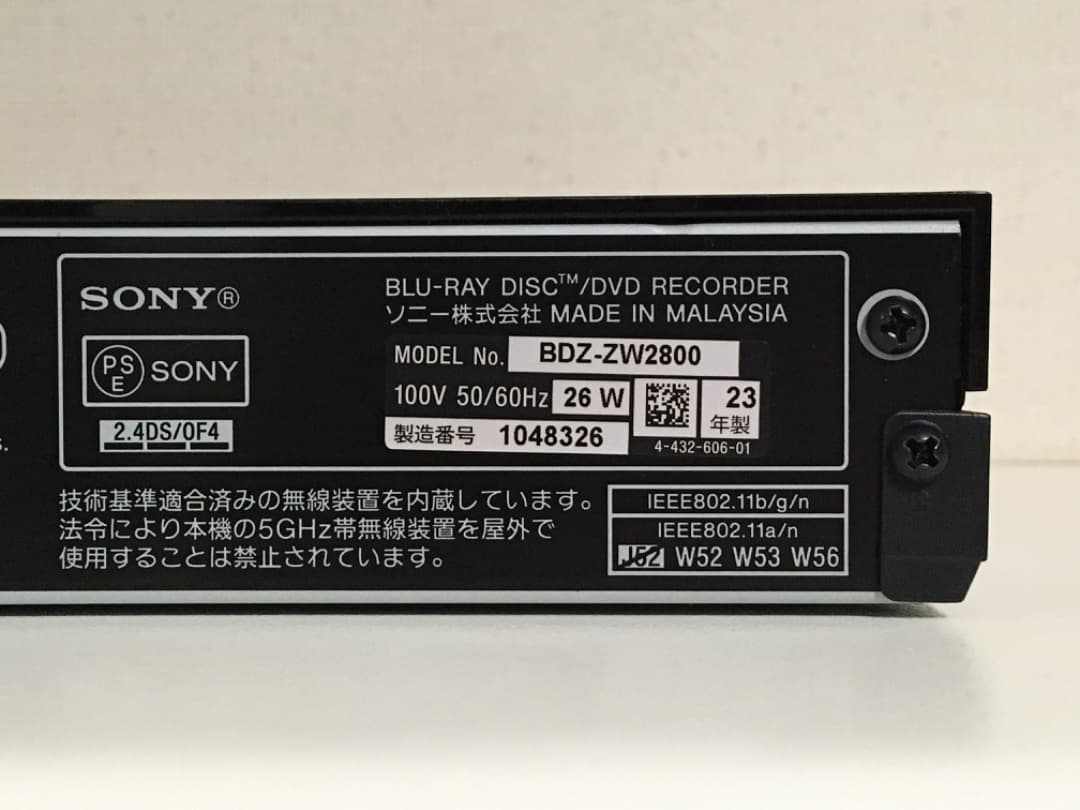 SONY®
PS
E
SONY
2.4DS/OF4
BLU-RAY DISC™/DVD RECORDER
ソニー株式会社 MADE IN MALAYSIA
MODEL No. BDZ-ZW2800
100V 50/60Hz 26 W
23
年製
製造番号 1048326
4-432-606-01
技術基準適合済みの無線装置を内蔵しています。
法令により本機の5GHz帯無線装置を屋外で
使用することは禁止されています。
IEEE802.11b/g/n
IEEE802.11a/n
J52 W52 W53 W56
s.